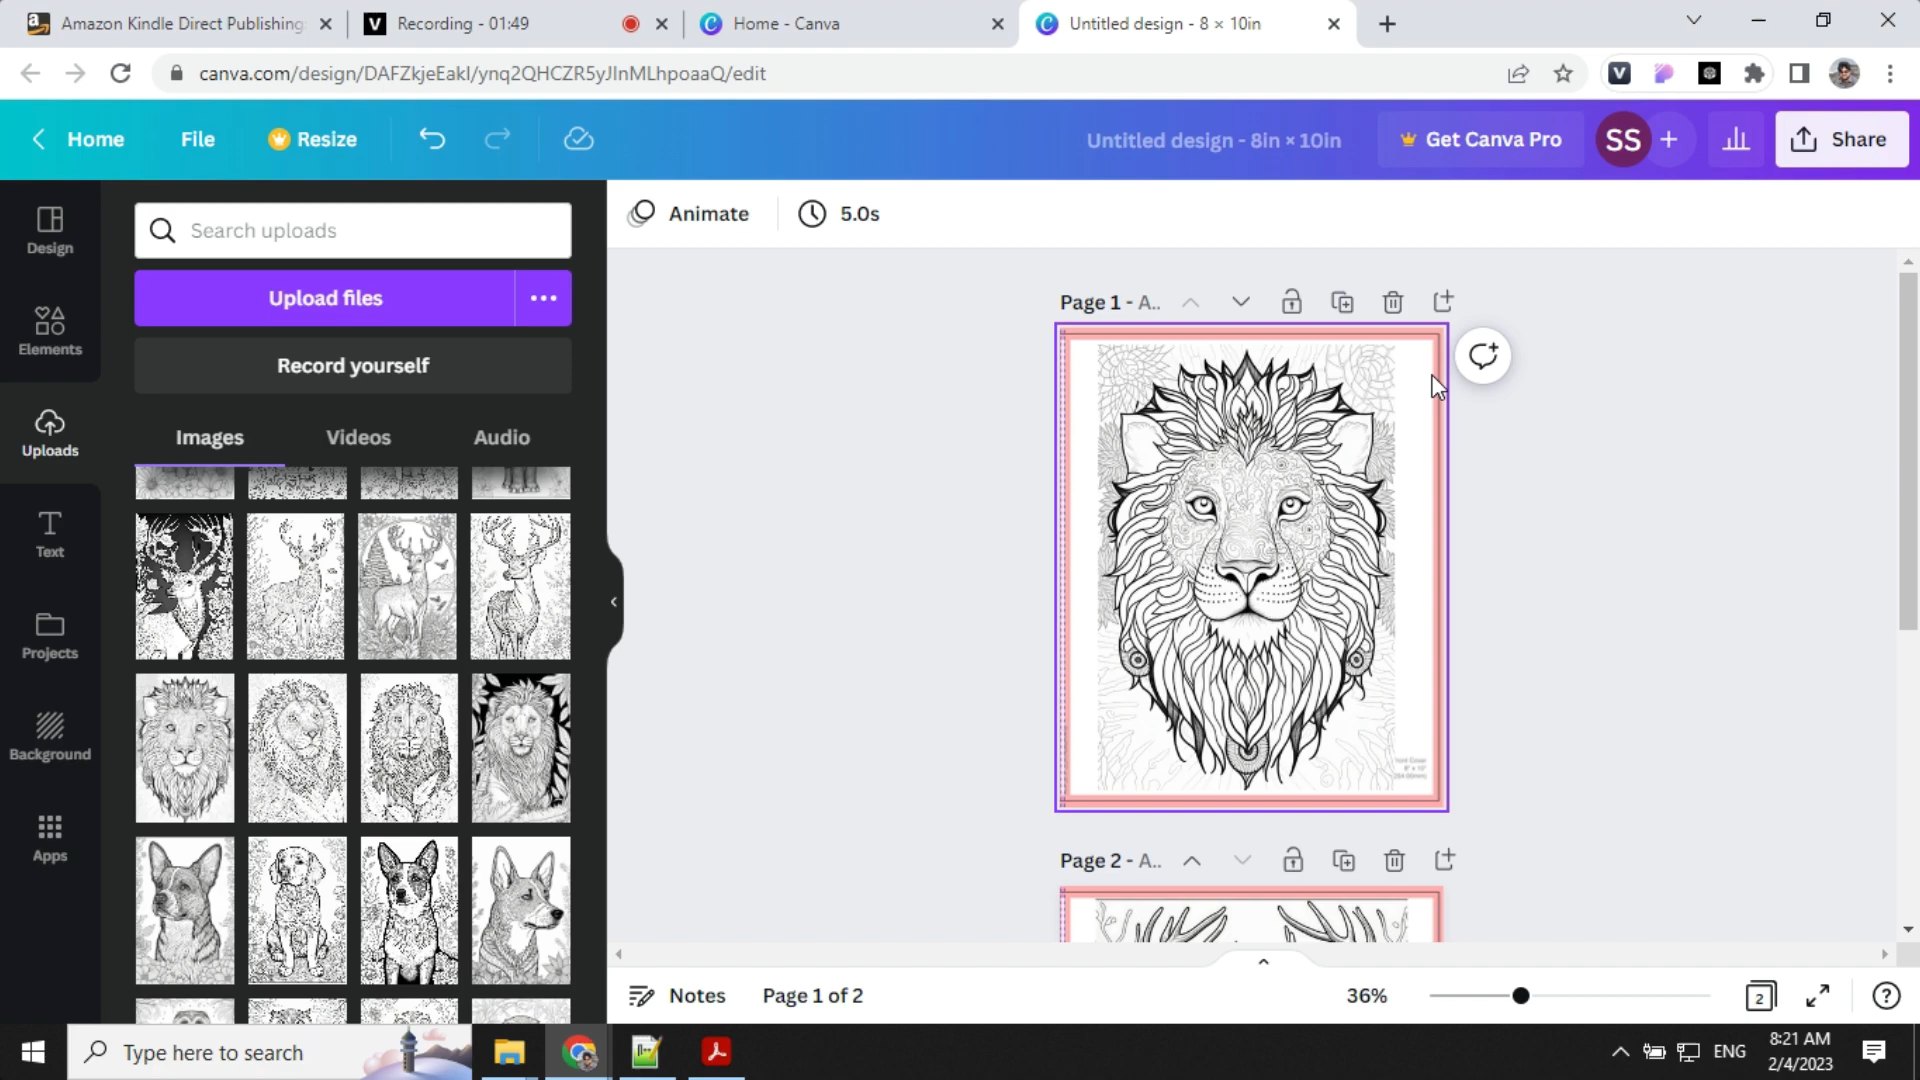 Amazon Kindle Direct Publishing
Recording - 01:49
Home - Canva
Untitled design - 8 × 10in
canva.com/design/DAFZkjeEakI/ynq2QHCZR5yJInMLhpoaaQ/edit
Home
File
Resize
Untitled design - 8in × 10in
Get Canva Pro
SS
Share
Design
Elements
Uploads
Text
Projects
Background
Apps
Search uploads
Upload files
Record yourself
Images
Videos
Audio
Animate
5.0s
Page 1 - A..
Page 2 - A..
Notes
Page 1 of 2
36%
2
Type here to search
ENG
8:21 AM
2/4/2023